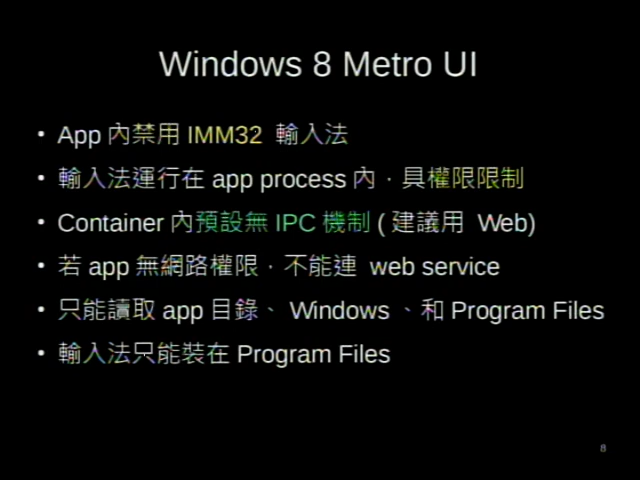 Windows 8 Metro UI
• App 內禁用 IMM32 輸入法
• 輸入法運行在 app process 內，具權限限制
• Container 內預設無 IPC 機制 ( 建議用 Web)
• 若 app 無網路權限，不能連 web service
• 只能讀取 app 目錄、 Windows 、和 Program Files
• 輸入法只能裝在 Program Files
8